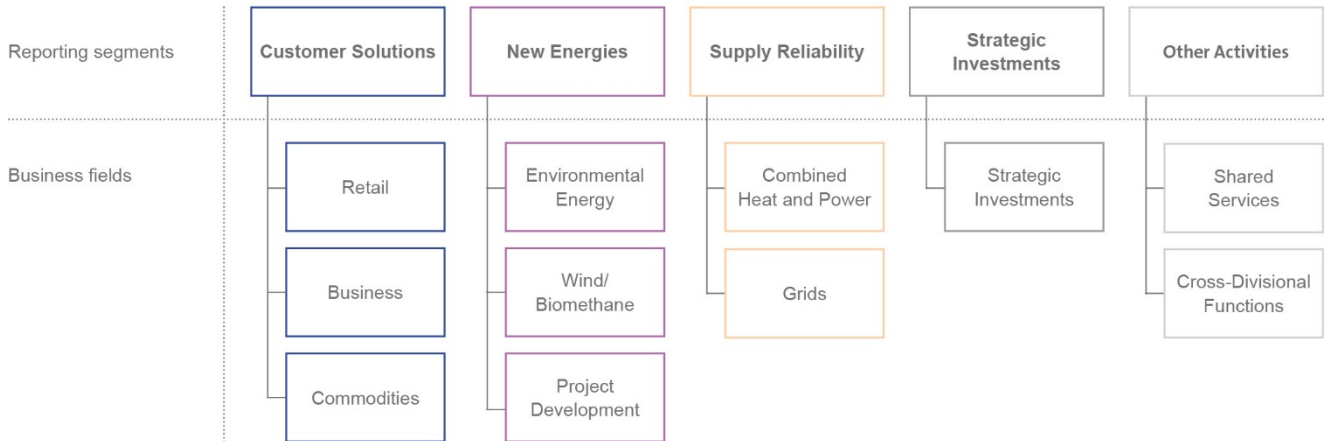 Reporting segments
Customer Solutions
New Energies
Supply Reliability
Strategic
Investments
Other Activities
Business fields
Retail
Environmental
Energy
Combined
Heat and Power
Strategic
Investments
Shared
Services
Business
Wind/
Biomethane
Grids
Cross-Divisional
Functions
Commodities
Project
Development